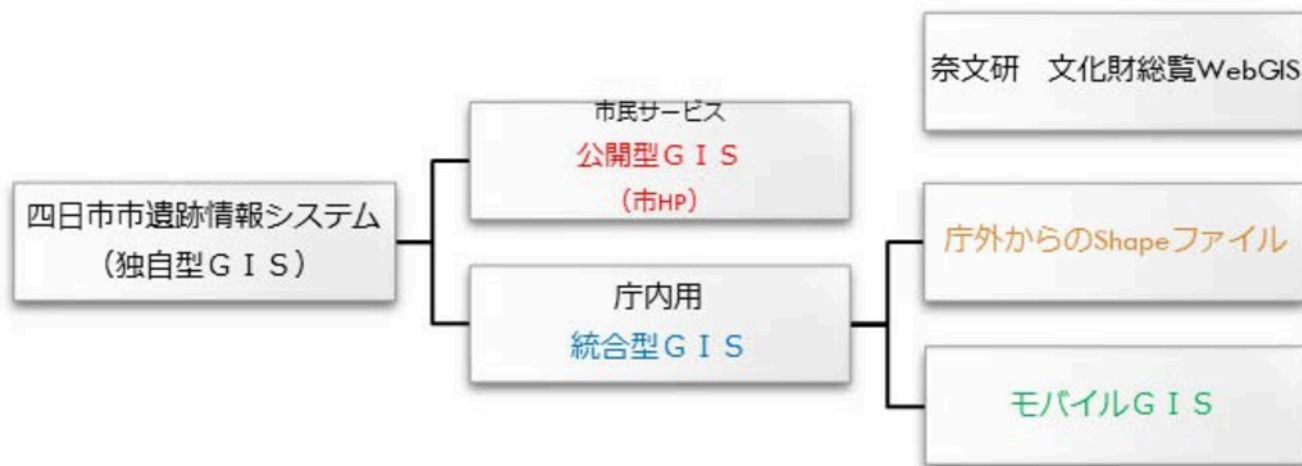 四日市市遺跡情報システム
（独自型ＧＩＳ）
市民サービス
公開型ＧＩＳ
（市HP）
庁内用
統合型ＧＩＳ
奈文研　文化財総覧WebGIS
庁外からのShapeファイル
モバイルＧＩＳ